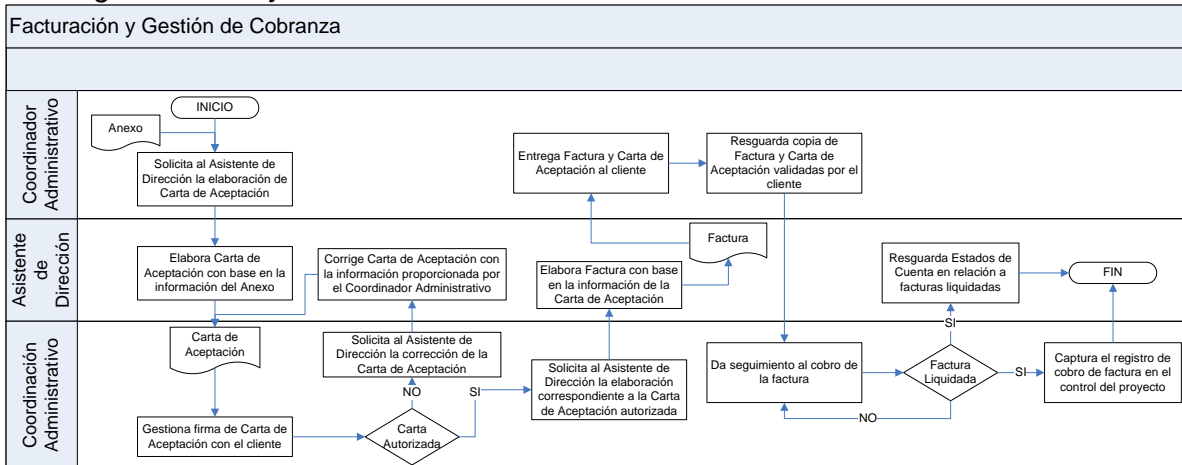 Facturación y Gestión de Cobranza
Coordinador
Administrativo
INICIO
Anexo
Solicita al Asistente de
Dirección la elaboración de
Carta de Aceptación
Entrega Factura y Carta de
Aceptación al cliente
Resguarda copia de
Factura y Carta de
Aceptación validadas por el
cliente
Asistente
de
Dirección
Elabora Carta de
Aceptación con base en la
información del Anexo
Corrige Carta de Aceptación con
la información proporcionada por
el Coordinador Administrativo
Elabora Factura con base
en la información de la
Carta de Aceptación
Factura
Resguarda Estados de
Cuenta en relación a
facturas liquidadas
FIN
Coordinación
Administrativo
Carta de
Aceptación
Gestiona firma de Carta de
Aceptación con el cliente
Solicita al Asistente de
Dirección la corrección de la
Carta de Aceptación
NO
SI
Carta
Autorizada
Solicita al Asistente de
Dirección la elaboración
correspondiente a la Carta
de Aceptación autorizada
Da seguimiento al cobro de
la factura
SI
Factura
Liquidada
SI
NO
Captura el registro de
cobro de factura en el
control del proyecto